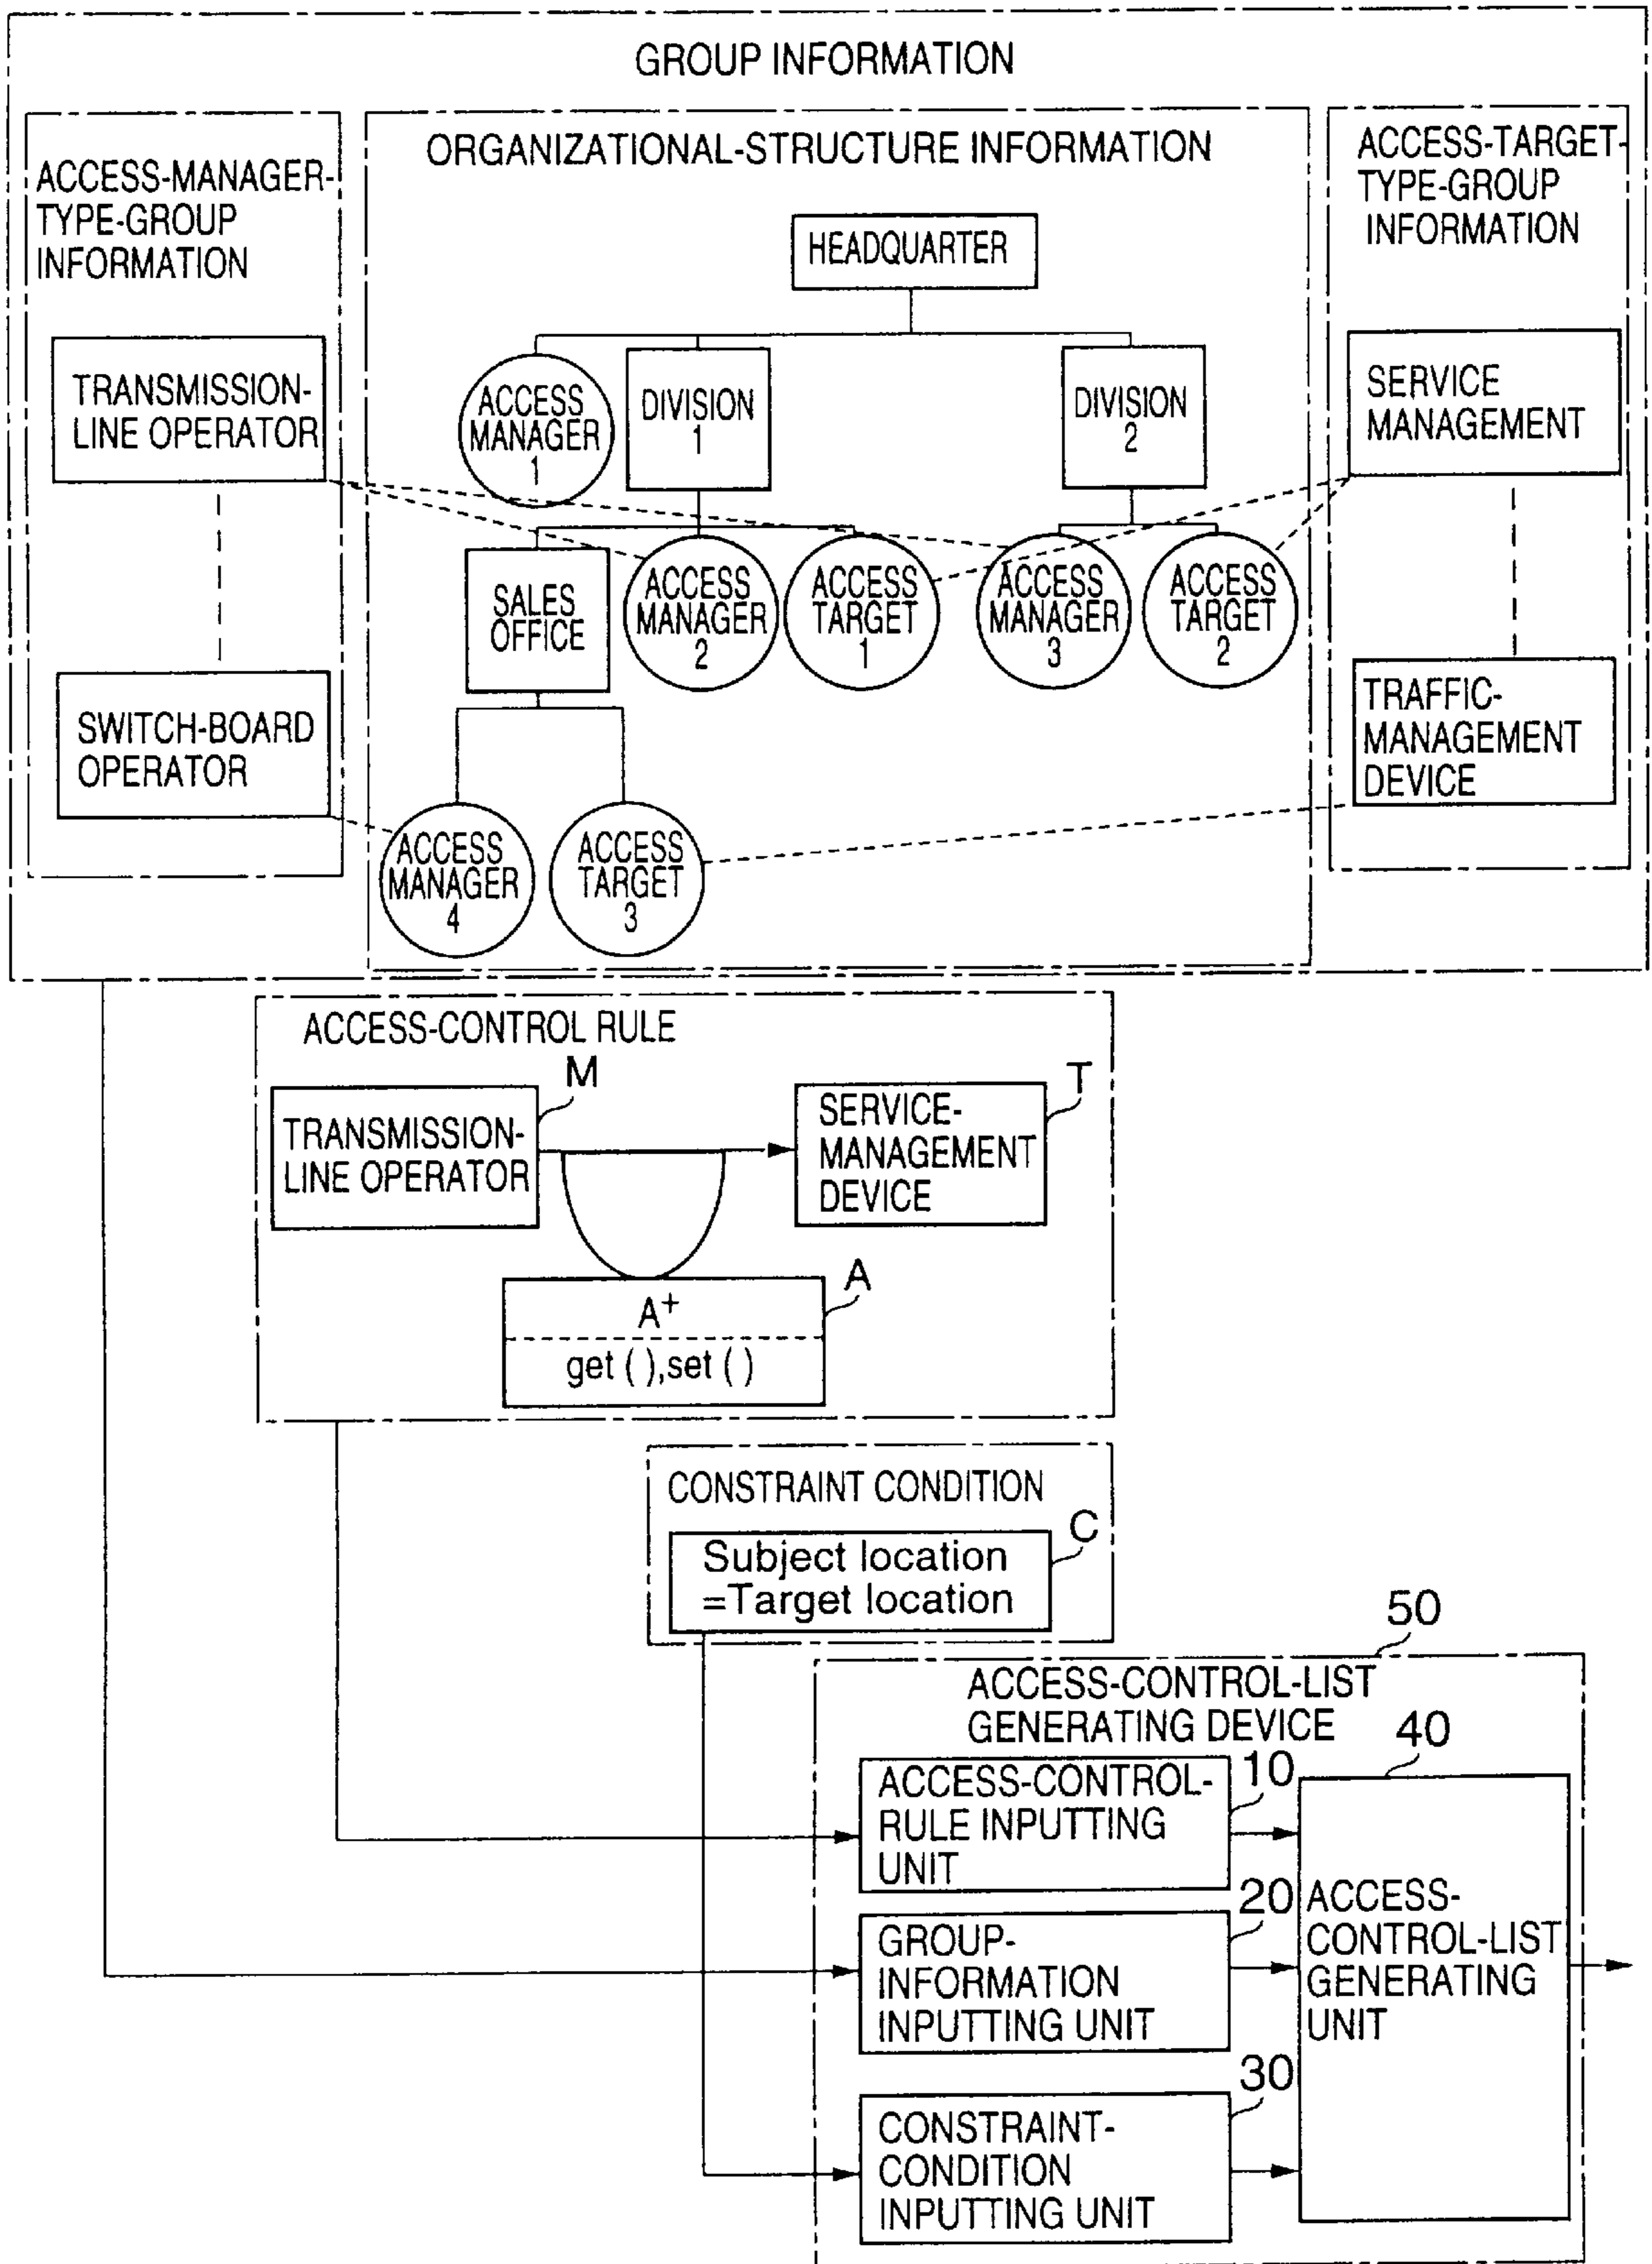 GROUP INFORMATION
ACCESS-MANAGER-
TYPE-GROUP
INFORMATION
TRANSMISSION-
LINE OPERATOR
SWITCH-BOARD
OPERATOR
ORGANIZATIONAL-STRUCTURE INFORMATION
HEADQUARTER
ACCESS
MANAGER
1
DIVISION
1
DIVISION
2
SALES
OFFICE
ACCESS
MANAGER
2
ACCESS
TARGET
1
ACCESS
MANAGER
3
ACCESS
TARGET
2
ACCESS
MANAGER
4
ACCESS
TARGET
3
ACCESS-TARGET-
TYPE-GROUP
INFORMATION
SERVICE
MANAGEMENT
TRAFFIC-
MANAGEMENT
DEVICE
ACCESS-CONTROL RULE
M
TRANSMISSION-
LINE OPERATOR
T
SERVICE-
MANAGEMENT
DEVICE
A
A+
get ( ),set ( )
CONSTRAINT CONDITION
C
Subject location
=Target location
50
ACCESS-CONTROL-LIST
GENERATING DEVICE
10
ACCESS-CONTROL-
RULE INPUTTING
UNIT
20
GROUP-
INFORMATION
INPUTTING UNIT
30
CONSTRAINT-
CONDITION
INPUTTING UNIT
40
ACCESS-
CONTROL-LIST
GENERATING
UNIT